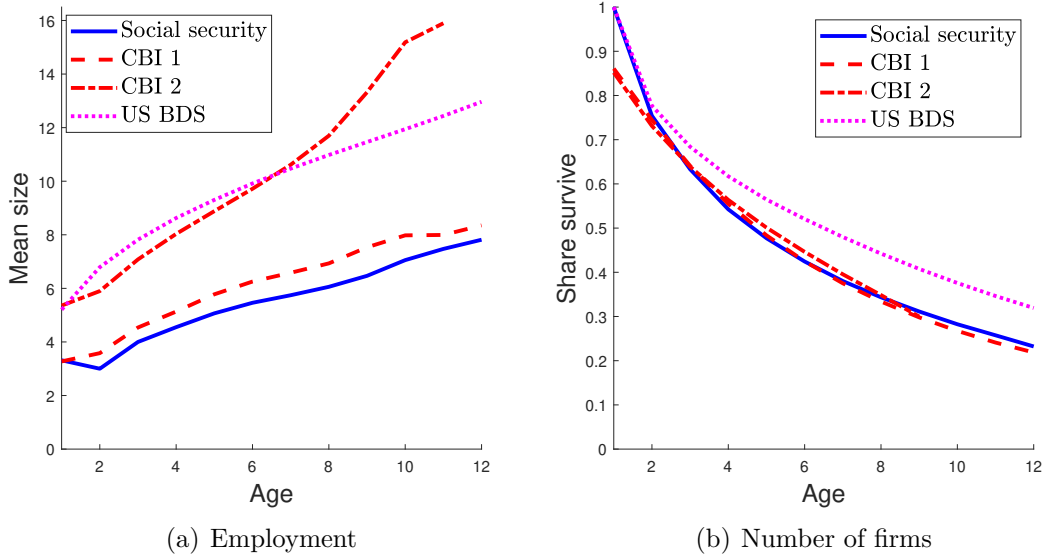 16
14
12
10
8
6
4
2
0
Mean size
Social security
CBI 1
CBI 2
US BDS
2 4 6 8 10 12
Age
(a) Employment
1
0.9
0.8
0.7
0.6
0.5
0.4
0.3
0.2
0.1
0
Share survive
Social security
CBI 1
CBI 2
US BDS
2 4 6 8 10 12
Age
(b) Number of firms